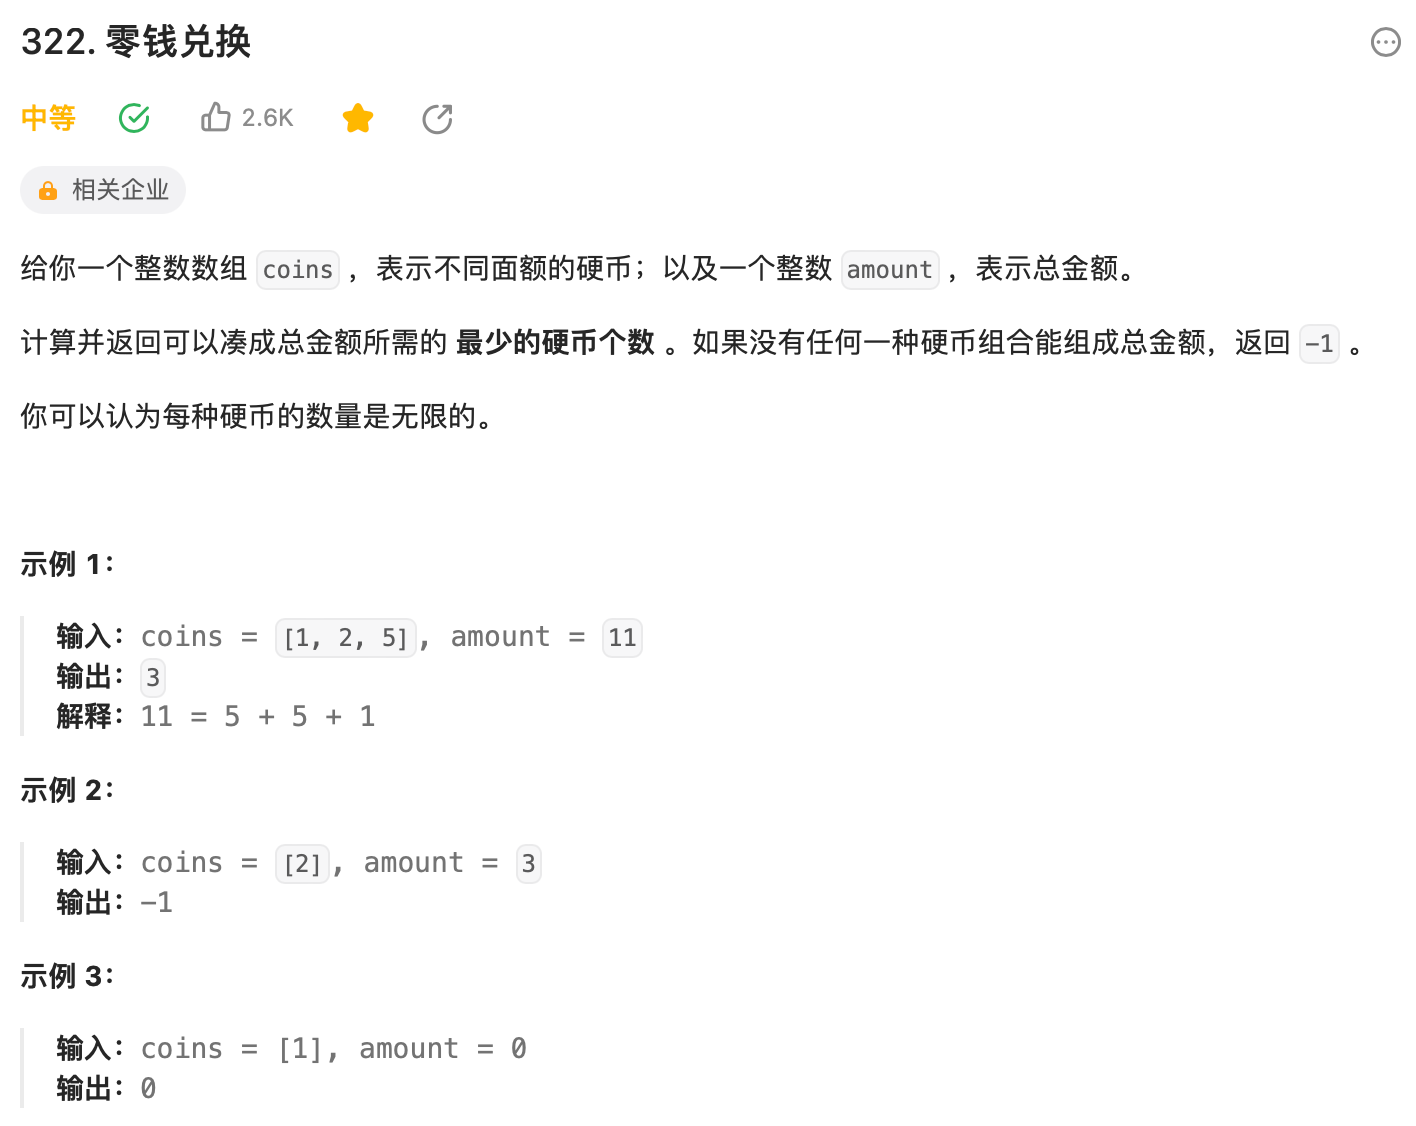 322. 零钱兑换
中等 2.6K
相关企业
给你一个整数数组 coins ，表示不同面额的硬币；以及一个整数 amount ，表示总金额。
计算并返回可以凑成总金额所需的 最少的硬币个数 。如果没有任何一种硬币组合能组成总金额，返回 -1 。
你可以认为每种硬币的数量是无限的。
示例 1：
输入：coins = [1, 2, 5], amount = 11
输出：3
解释：11 = 5 + 5 + 1
示例 2：
输入：coins = [2], amount = 3
输出：-1
示例 3：
输入：coins = [1], amount = 0
输出：0